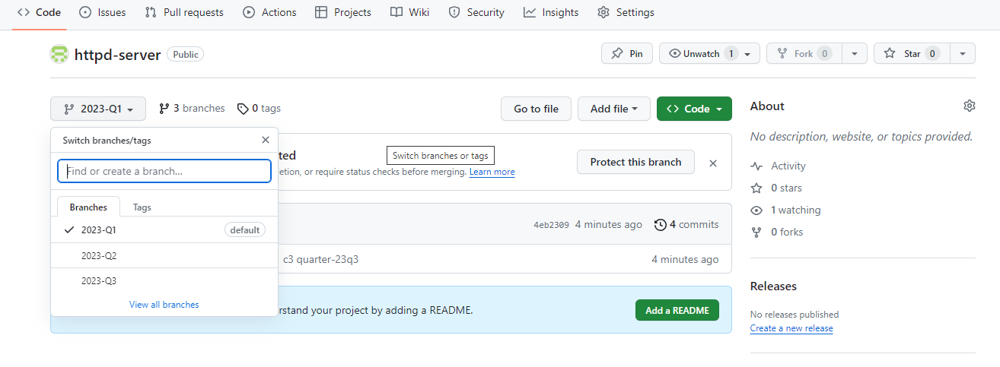 Code Issues Pull requests Actions Projects Wiki Security Insights Settings
httpd-server Public
Pin Unwatch 1 Fork 0 Star 0
2023-Q1 3 branches 0 tags Go to file Add file Code
Switch branches/tags
Find or create a branch...
Branches Tags
2023-Q1 default
2023-Q2
2023-Q3
View all branches
ted
Switch branches or tags
etion, or require status checks before merging. Learn more
Protect this branch
4eb2309 4 minutes ago 4 commits
c3 quarter-23q3 4 minutes ago
rstand your project by adding a README. Add a README
About
No description, website, or topics provided.
Activity
0 stars
1 watching
0 forks
Releases
No releases published
Create a new release